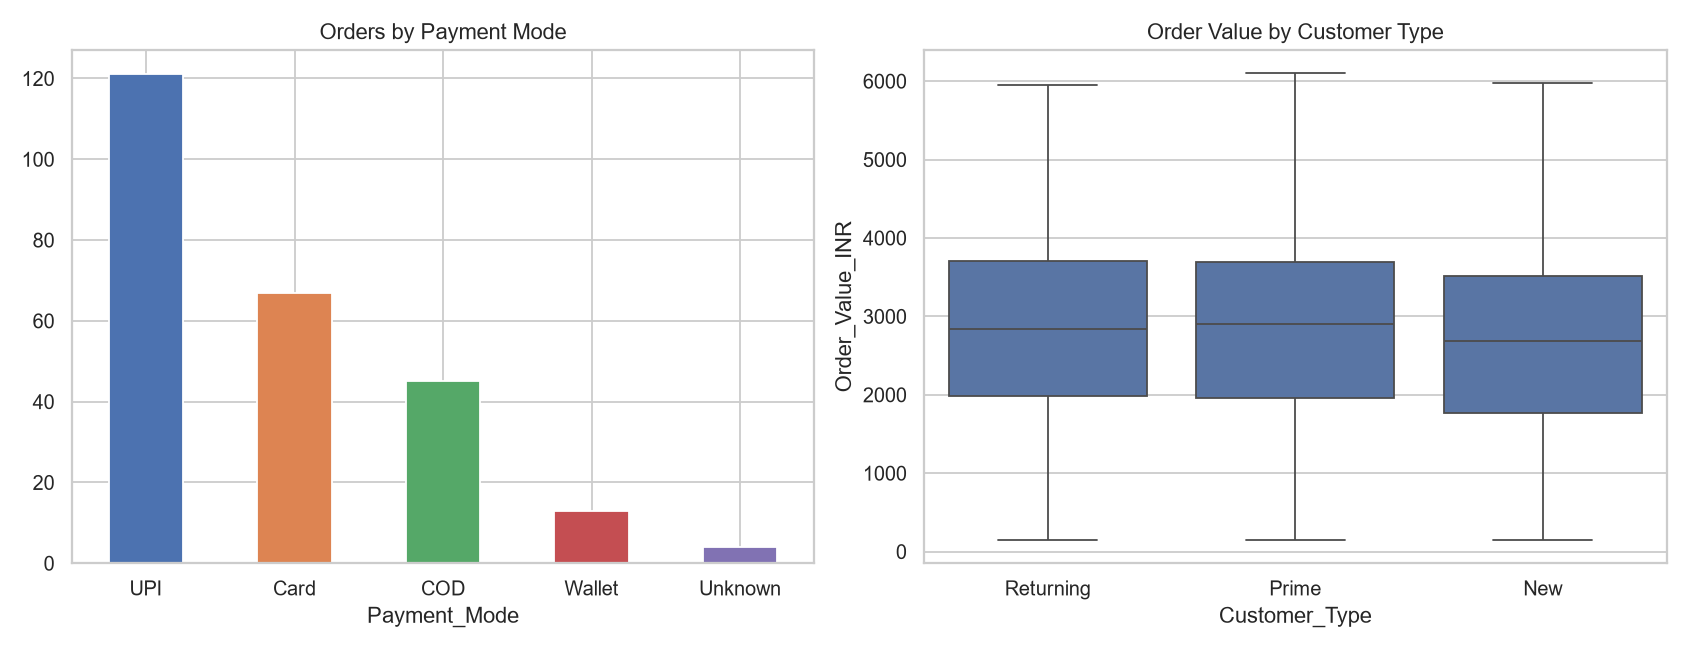 Orders by Payment Mode
120
100
80
60
40
20
0
UPI Card COD Wallet Unknown
Payment_Mode
Order Value by Customer Type
Order_Value_INR
6000
5000
4000
3000
2000
1000
0
Returning Prime New
Customer_Type